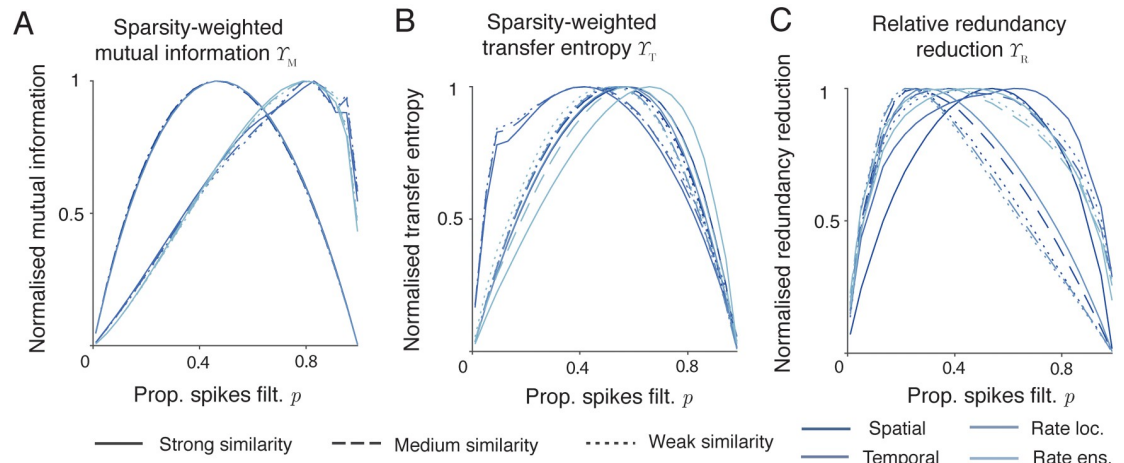 A
Sparsity-weighted
mutual information ϒM
Normalised mutual information
1
0.5
0
0.4
0.8
Prop. spikes filt. p
B
Sparsity-weighted
transfer entropy ϒT
Normalised transfer entropy
1
0.5
0
0.4
0.8
Prop. spikes filt. p
C
Relative redundancy
reduction ϒR
Normalised redundancy reduction
1
0.5
0
0.4
0.8
Prop. spikes filt. p
Strong similarity
Medium similarity
Weak similarity
Spatial
Rate loc.
Temporal
Rate ens.